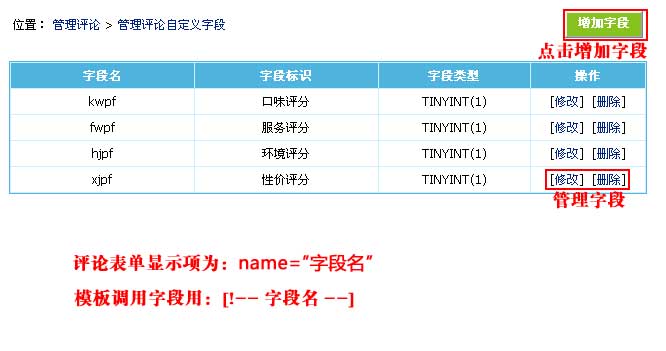 位置： 管理评论 > 管理评论自定义字段
增加字段
点击增加字段
字段名 字段标识 字段类型 操作
kwpf 口味评分 TINYINT(1) [修改] [删除]
fwpf 服务评分 TINYINT(1) [修改] [删除]
hjpf 环境评分 TINYINT(1) [修改] [删除]
xjpf 性价评分 TINYINT(1) [修改] [删除]
管理字段
评论表单显示项为：name=“字段名”
模板调用字段用：[!-- 字段名 --]